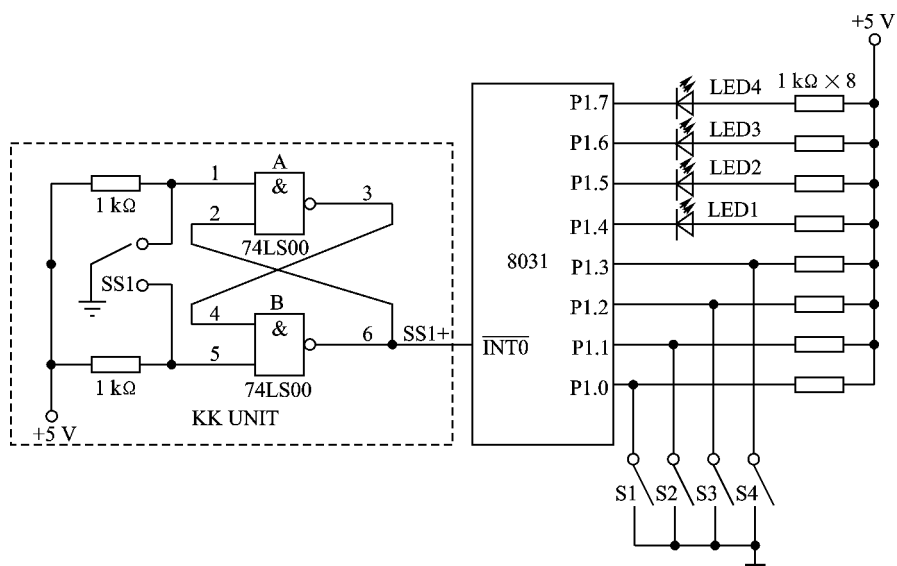 +5 V
P1.7
LED4
1 kΩ × 8
P1.6
LED3
P1.5
LED2
P1.4
LED1
P1.3
P1.2
P1.1
P1.0
8031
INT0
A
&
1
2
3
74LS00
1 kΩ
SS1
B
&
4
5
6
SS1+
74LS00
1 kΩ
KK UNIT
+5 V
S1
S2
S3
S4